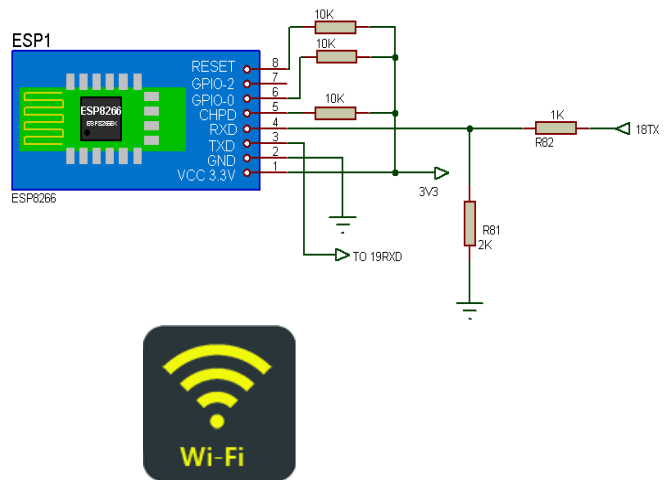 10K
ESP1
10K
RESET 8
GPIO-2 7
GPIO-0 6
10K
CHPD 5
1K
RXD 4
18TX
R82
TXD 3
GND 2
VCC 3.3V 1
3V3
ESP8266
R81
2K
TO 19RXD
ESP8266
Wi-Fi